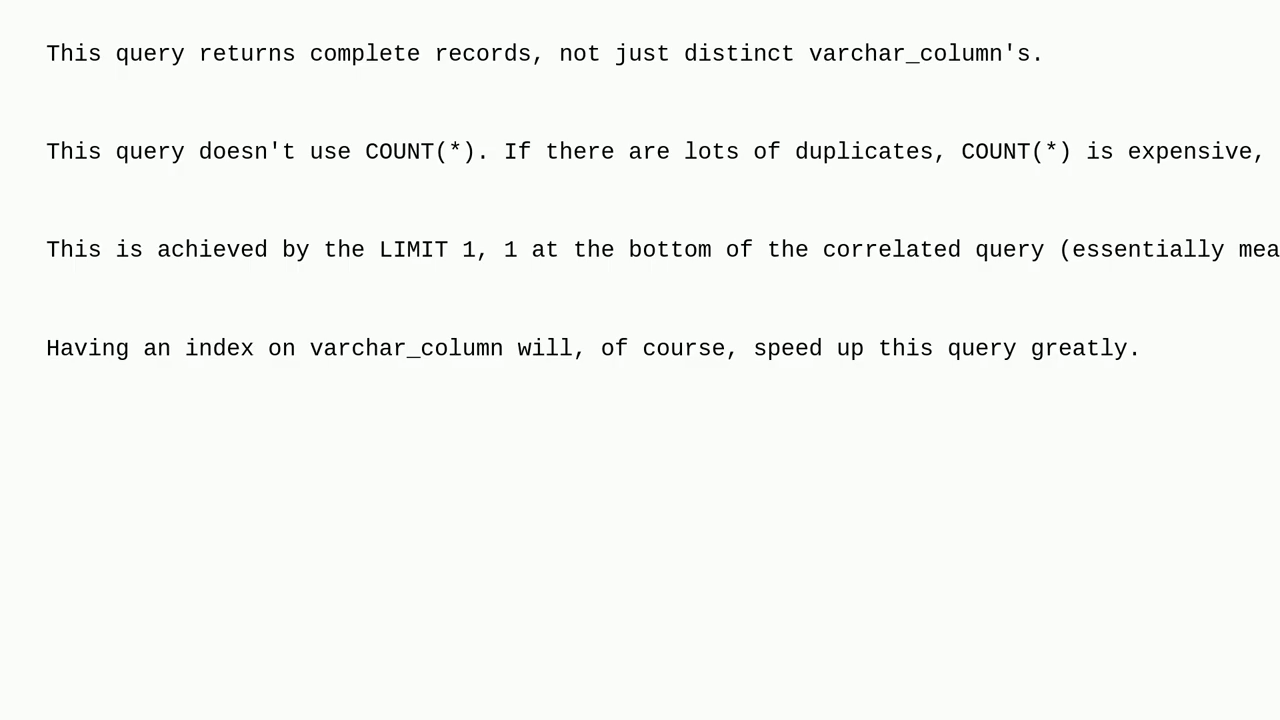 This query returns complete records, not just distinct varchar_column's.
This query doesn't use COUNT(*). If there are lots of duplicates, COUNT(*) is expensive,
This is achieved by the LIMIT 1, 1 at the bottom of the correlated query (essentially
Having an index on varchar_column will, of course, speed up this query greatly.